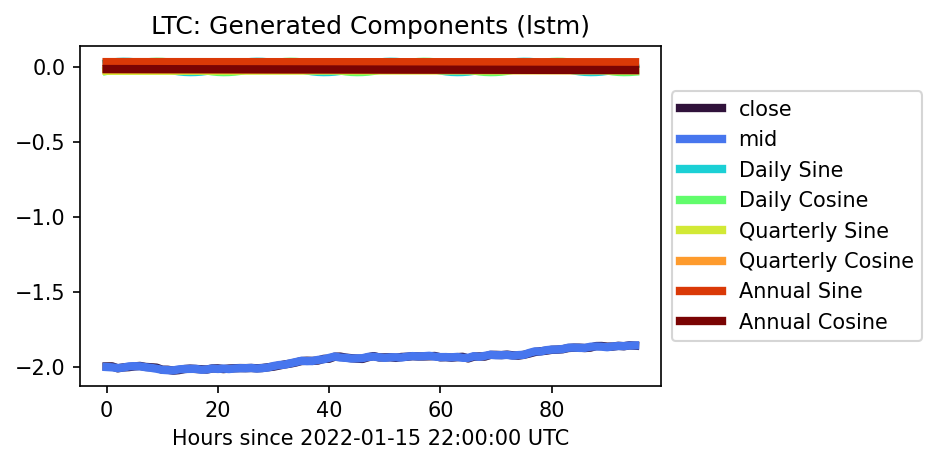 LTC: Generated Components (lstm)
0.0
−0.5
−1.0
−1.5
−2.0
0 20 40 60 80
Hours since 2022-01-15 22:00:00 UTC
close
mid
Daily Sine
Daily Cosine
Quarterly Sine
Quarterly Cosine
Annual Sine
Annual Cosine